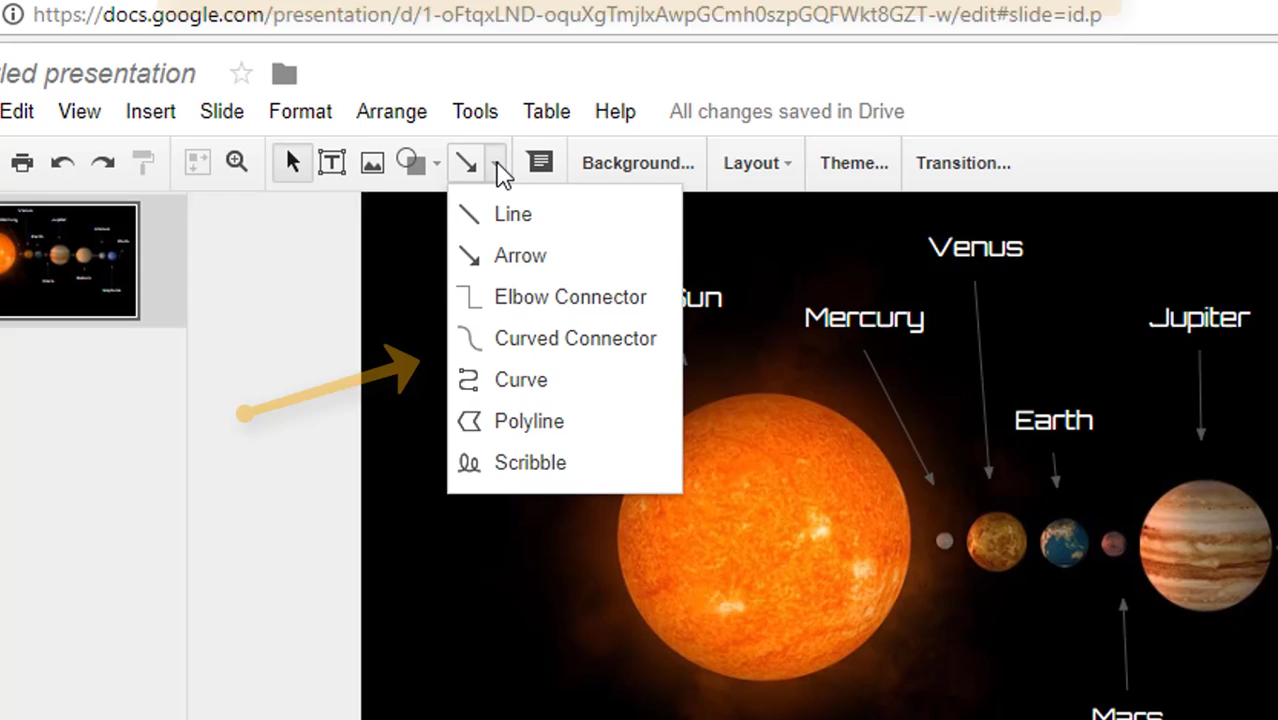 https://docs.google.com/presentation/d/1-oFtqxLND-oquXgTmjlxAwpGCmh0szpGQFWkt8GZT-w/edit#slide=id.p
led presentation
Edit View Insert Slide Format Arrange Tools Table Help All changes saved in Drive
Background... Layout Theme... Transition...
Line
Arrow
Elbow Connector
Curved Connector
Curve
Polyline
Scribble
Sun
Mercury
Venus
Earth
Jupiter
Mars